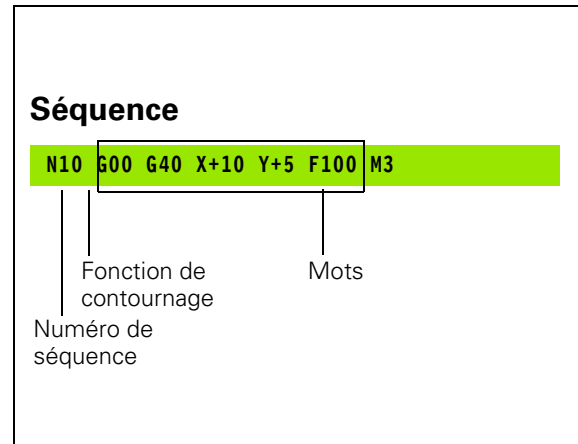 Séquence
N10 G00 G40 X+10 Y+5 F100 M3
Fonction de
contournage
Mots
Numéro de
séquence